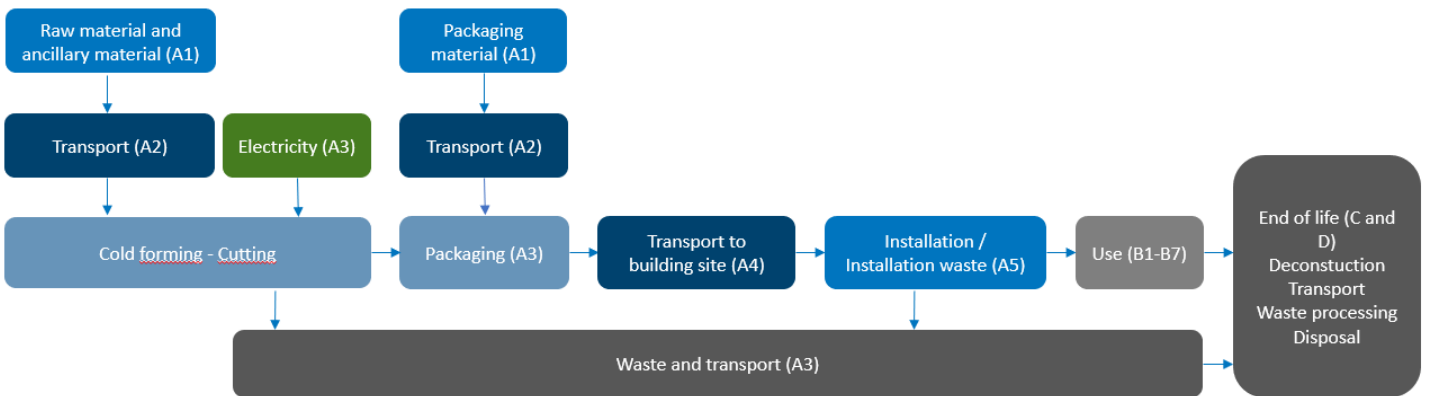 Raw material and
ancillary material (A1)
Packaging
material (A1)
Transport (A2)
Electricity (A3)
Transport (A2)
Cold forming - Cutting
Packaging (A3)
Transport to
building site (A4)
Installation /
Installation waste (A5)
Use (B1-B7)
End of life (C and
D)
Deconstuction
Transport
Waste processing
Disposal
Waste and transport (A3)